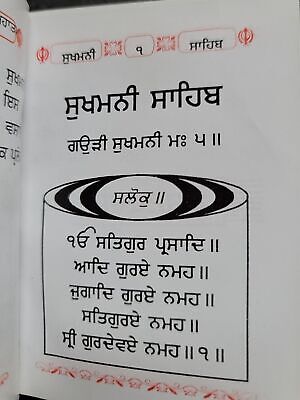 ਸੁਖਮਨੀ ੧ ਸਾਹਿਬ
ਸੁਖਮਨੀ ਸਾਹਿਬ
ਗਉੜੀ ਸੁਖਮਨੀ ਮਃ ੫॥
ਸਲੋਕੁ॥
ੴ ਸਤਿਗੁਰ ਪ੍ਰਸਾਦਿ॥
ਆਦਿ ਗੁਰਏ ਨਮਹ॥
ਜੁਗਾਦਿ ਗੁਰਏ ਨਮਹ॥
ਸਤਿਗੁਰਏ ਨਮਹ॥
ਸ੍ਰੀ ਗੁਰਦੇਵਏ ਨਮਹ॥੧॥